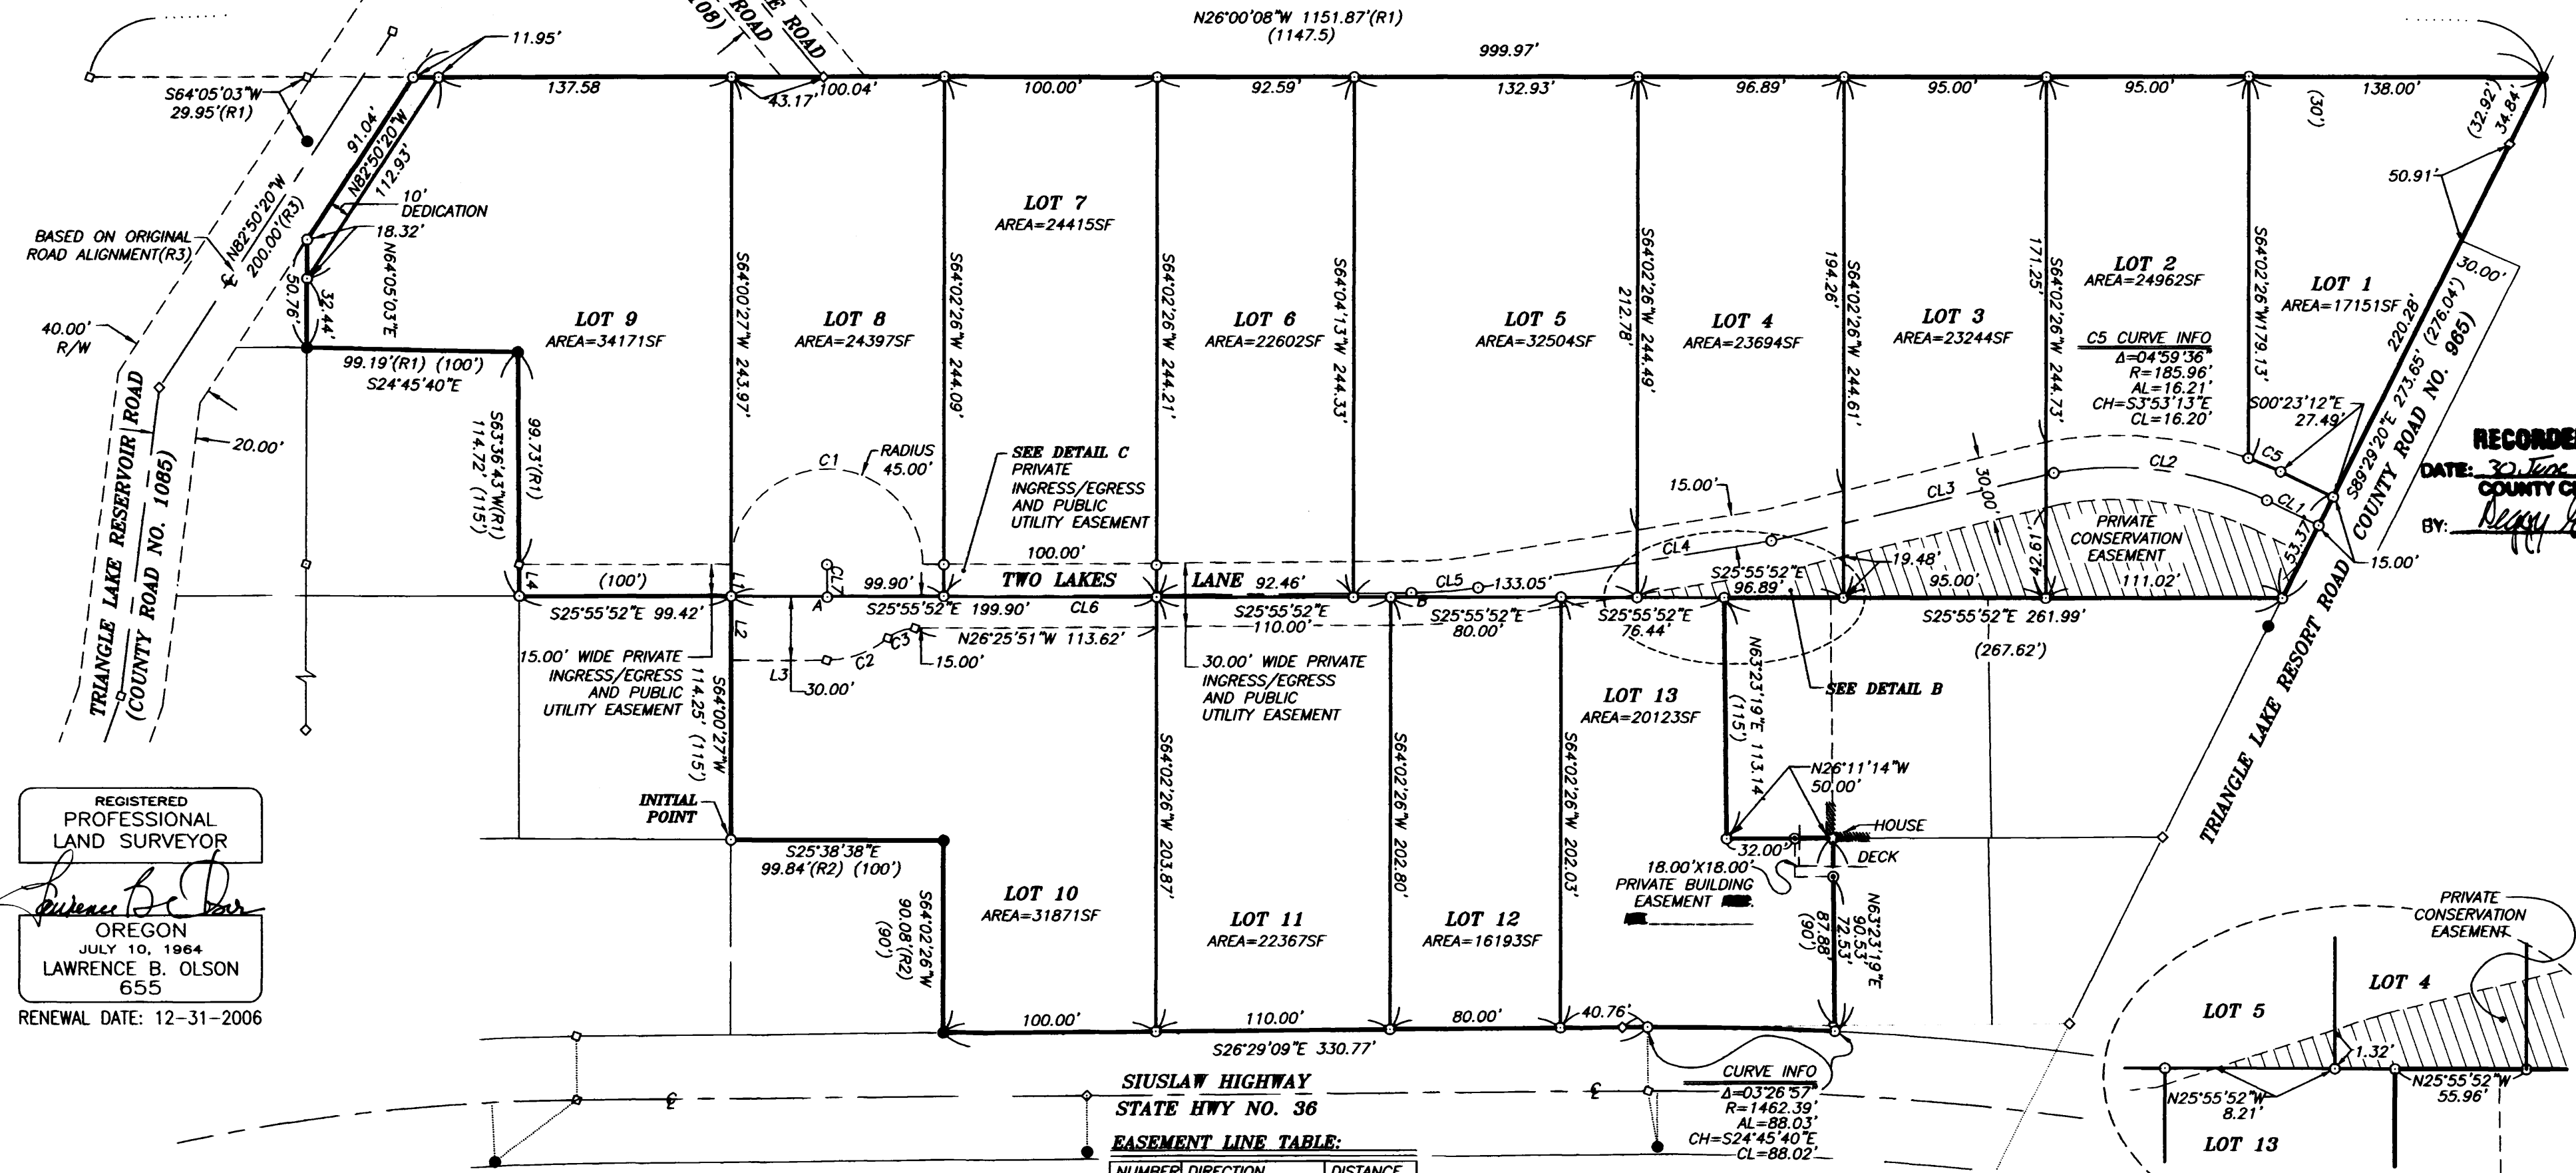 N26°00'08"W 1151.87'(R1)
(1147.5)
999.97'
E ROAD
ROAD
108)
11.95'
137.58
43.17'
100.04'
100.00'
92.59'
132.93'
96.89'
95.00'
95.00'
138.00'
(30')
(32.92')
34.84'
50.91'
30.00'
S64°05'03"W
29.95'(R1)
91.04'
N82°50'20"W
112.93'
10'
DEDICATION
18.32'
BASED ON ORIGINAL
ROAD ALIGNMENT(R3)
N82°50'20"W
200.00'(R3)
N64°05'03"E
32.44'
50.76'
40.00'
R/W
20.00'
99.19'(R1) (100')
S24°45'40"E
TRIANGLE LAKE RESERVOIR ROAD
(COUNTY ROAD NO. 1085)
99.73'(R1)
S63°36'43"W(R1)
114.72' (115')
LOT 9
AREA=34171SF
S64°00'27"W 243.97'
LOT 8
AREA=24397SF
S64°02'26"W 244.09'
LOT 7
AREA=24415SF
S64°02'26"W 244.21'
LOT 6
AREA=22602SF
S64°04'13"W 244.33'
LOT 5
AREA=32504SF
S64°02'26"W 244.49'
212.78'
LOT 4
AREA=23694SF
S64°02'26"W 244.61'
194.26'
LOT 3
AREA=23244SF
S64°02'26"W 244.73'
171.25'
LOT 2
AREA=24962SF
S64°02'26"W179.13'
LOT 1
AREA=17151SF
C5 CURVE INFO
Δ=04°59'36"
R=185.96'
AL=16.21'
CH=S3°53'13"E
CL=16.20'
S00°23'12"E
27.49'
220.28'
S89°29'20"E 273.65' (276.04')
COUNTY ROAD NO. 965)
TRIANGLE LAKE RESORT ROAD
RECORDE
DATE: 30 June
COUNTY C
BY:
C1
RADIUS
45.00'
SEE DETAIL C
PRIVATE
INGRESS/EGRESS
AND PUBLIC
UTILITY EASEMENT
15.00'
30.00'
CL2
CL3
C5
CL1
CL4
PRIVATE
CONSERVATION
EASEMENT
53.37'
15.00'
L4
(100')
L1
CL7
99.90'
100.00'
TWO LAKES LANE
92.46'
CL5
133.05'
S25°55'52"E
96.89'
19.48'
95.00'
42.61'
111.02'
S25°55'52"E 99.42'
L2
A
S25°55'52"E 199.90'
CL6
S25°55'52"E
110.00'
B
S25°55'52"E
80.00'
S25°55'52"E
76.44'
S25°55'52"E 261.99'
(267.62')
15.00' WIDE PRIVATE
INGRESS/EGRESS
AND PUBLIC
UTILITY EASEMENT
L3
30.00'
C2
C3
N26°25'51"W 113.62'
15.00'
30.00' WIDE PRIVATE
INGRESS/EGRESS
AND PUBLIC
UTILITY EASEMENT
S64°00'27"W
114.25' (115')
LOT 13
AREA=20123SF
N63°23'19"E 113.14'
(115')
SEE DETAIL B
N26°11'14"W
50.00'
HOUSE
DECK
32.00'
18.00'X18.00'
PRIVATE BUILDING
EASEMENT
INITIAL
POINT
S25°38'38"E
99.84'(R2) (100')
S64°02'26"W
90.08'(R2)
(90')
LOT 10
AREA=31871SF
S64°02'26"W 203.87'
LOT 11
AREA=22367SF
S64°02'26"W 202.80'
LOT 12
AREA=16193SF
S64°02'26"W 202.03'
N63°23'19"E
90.53'
72.53'
87.88'
(90')
100.00'
110.00'
80.00'
40.76'
S26°29'09"E 330.77'
SIUSLAW HIGHWAY
STATE HWY NO. 36
CURVE INFO
Δ=03°26'57"
R=1462.39'
AL=88.03'
CH=S24°45'40"E
CL=88.02'
EASEMENT LINE TABLE:
NUMBER DIRECTION DISTANCE
REGISTERED
PROFESSIONAL
LAND SURVEYOR
Lawrence B. Olson
OREGON
JULY 10, 1964
LAWRENCE B. OLSON
655
RENEWAL DATE: 12-31-2006
PRIVATE
CONSERVATION
EASEMENT
LOT 4
LOT 5
1.32'
N25°55'52"W
8.21'
N25°55'52"W
55.96'
LOT 13